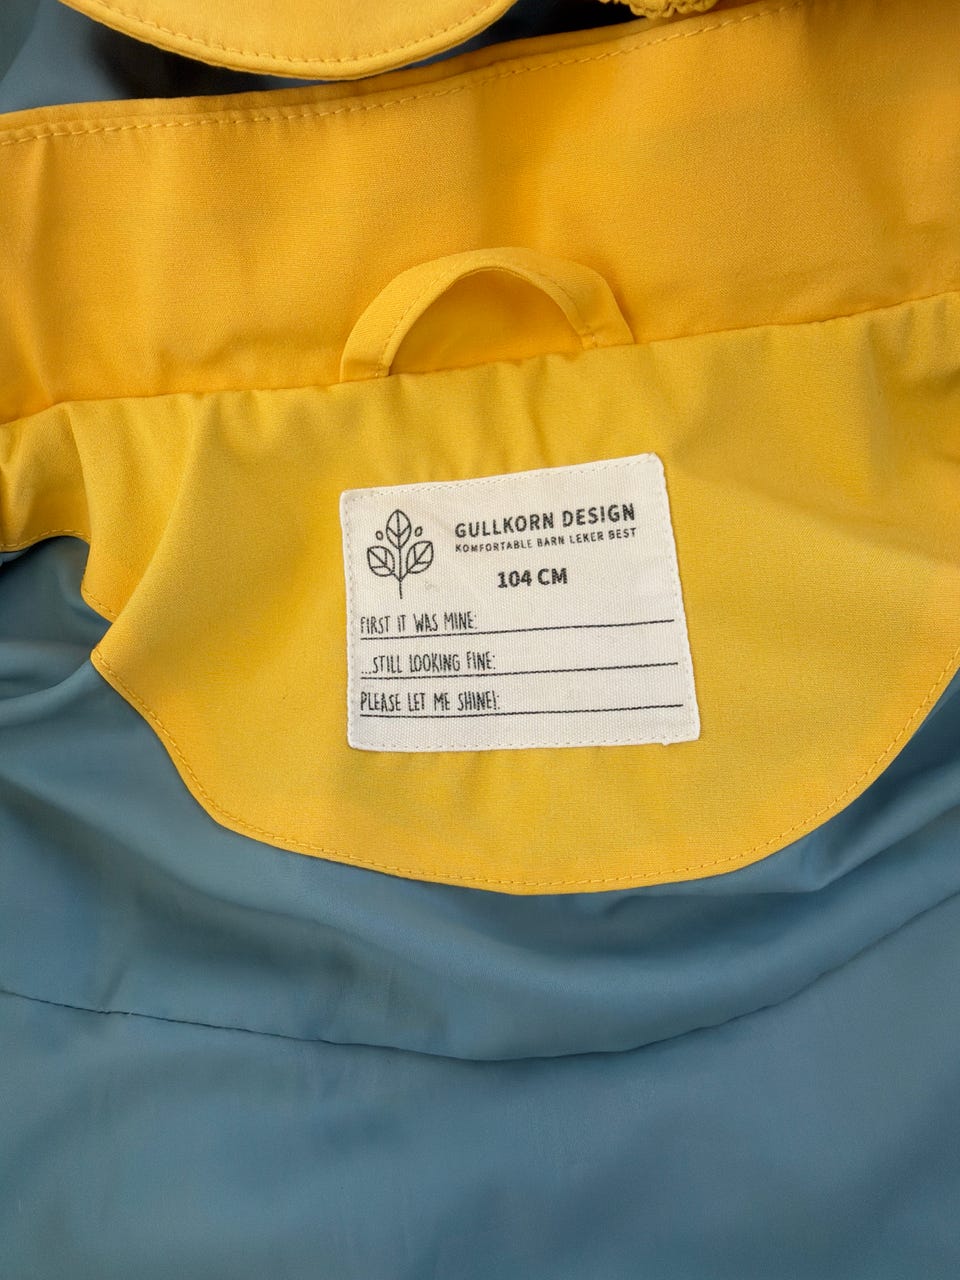 GULLKORN DESIGN
KOMFORTABLE BARN LEKER BEST
104 CM
FIRST IT WAS MINE:
...STILL LOOKING FINE:
PLEASE LET ME SHINE!: